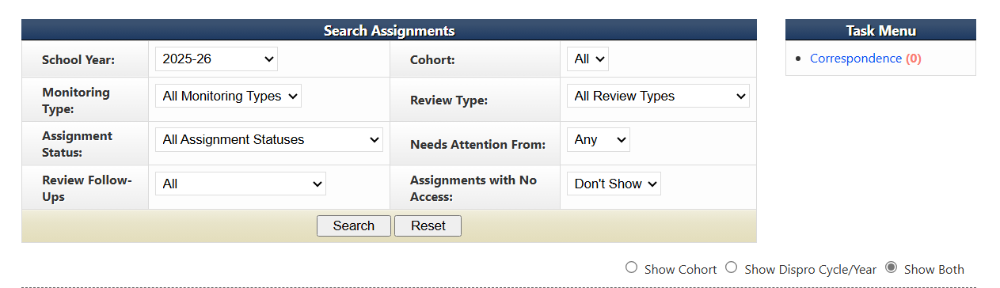 Search Assignments
Task Menu
School Year:
2025-26
Cohort:
All
Correspondence (0)
Monitoring
Type:
All Monitoring Types
Review Type:
All Review Types
Assignment
Status:
All Assignment Statuses
Needs Attention From:
Any
Review Follow-
Ups
All
Assignments with No
Access:
Don't Show
Search
Reset
Show Cohort
Show Dispro Cycle/Year
Show Both